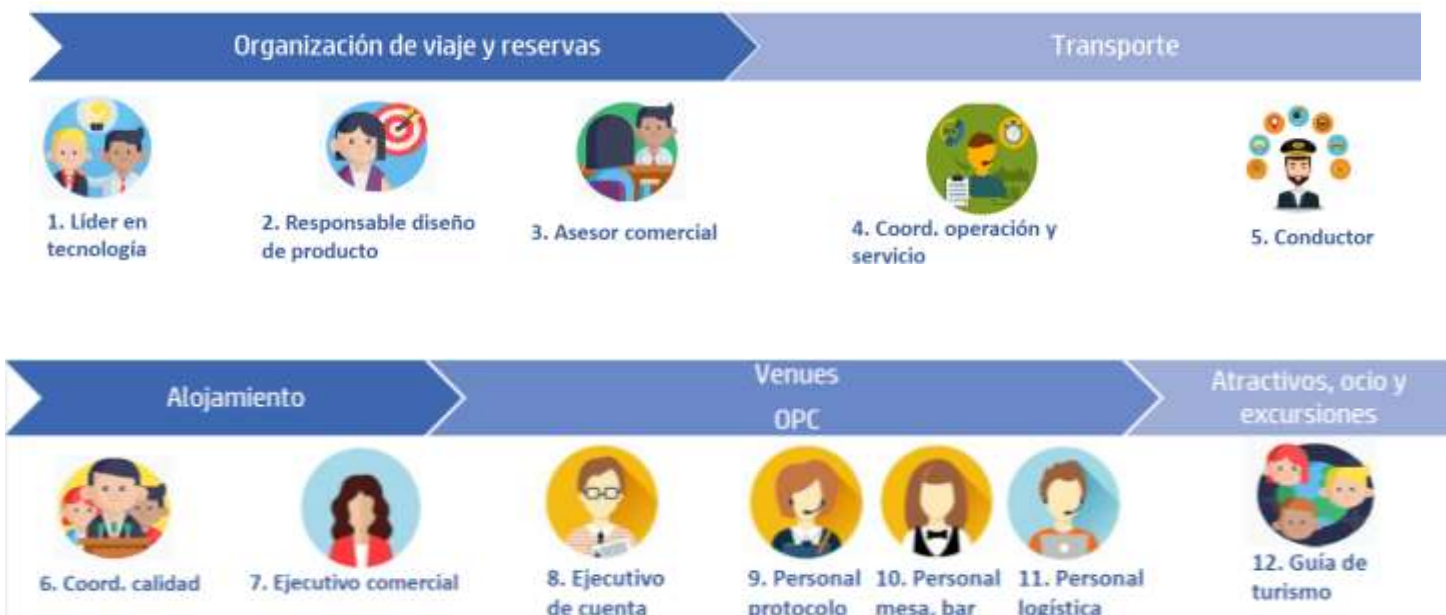 Organización de viaje y reservas
Transporte
1. Líder en
tecnología
2. Responsable diseño
de producto
3. Asesor comercial
4. Coord. operación y
servicio
5. Conductor
Alojamiento
Venues
OPC
Atractivos, ocio y
excursiones
6. Coord. calidad
7. Ejecutivo comercial
8. Ejecutivo
de cuenta
9. Personal
protocolo
10. Personal
mesa, bar
11. Personal
logística
12. Guía de
turismo